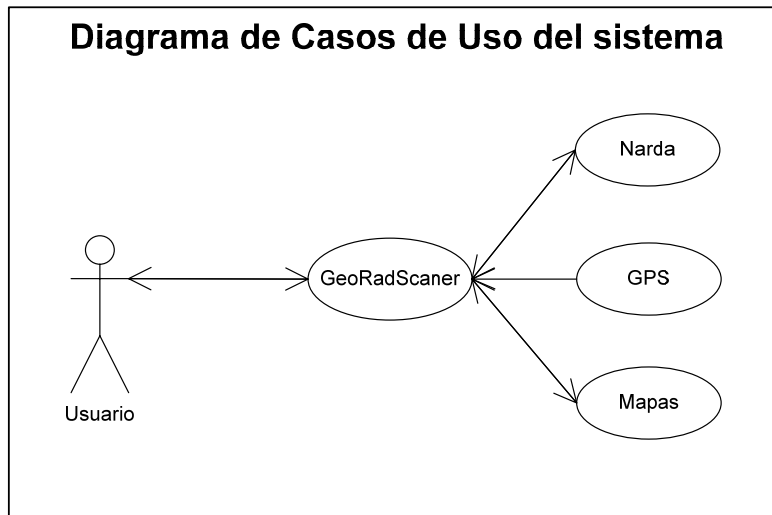 Diagrama de Casos de Uso del sistema
Narda
GeoRadScaner
GPS
Mapas
Usuario